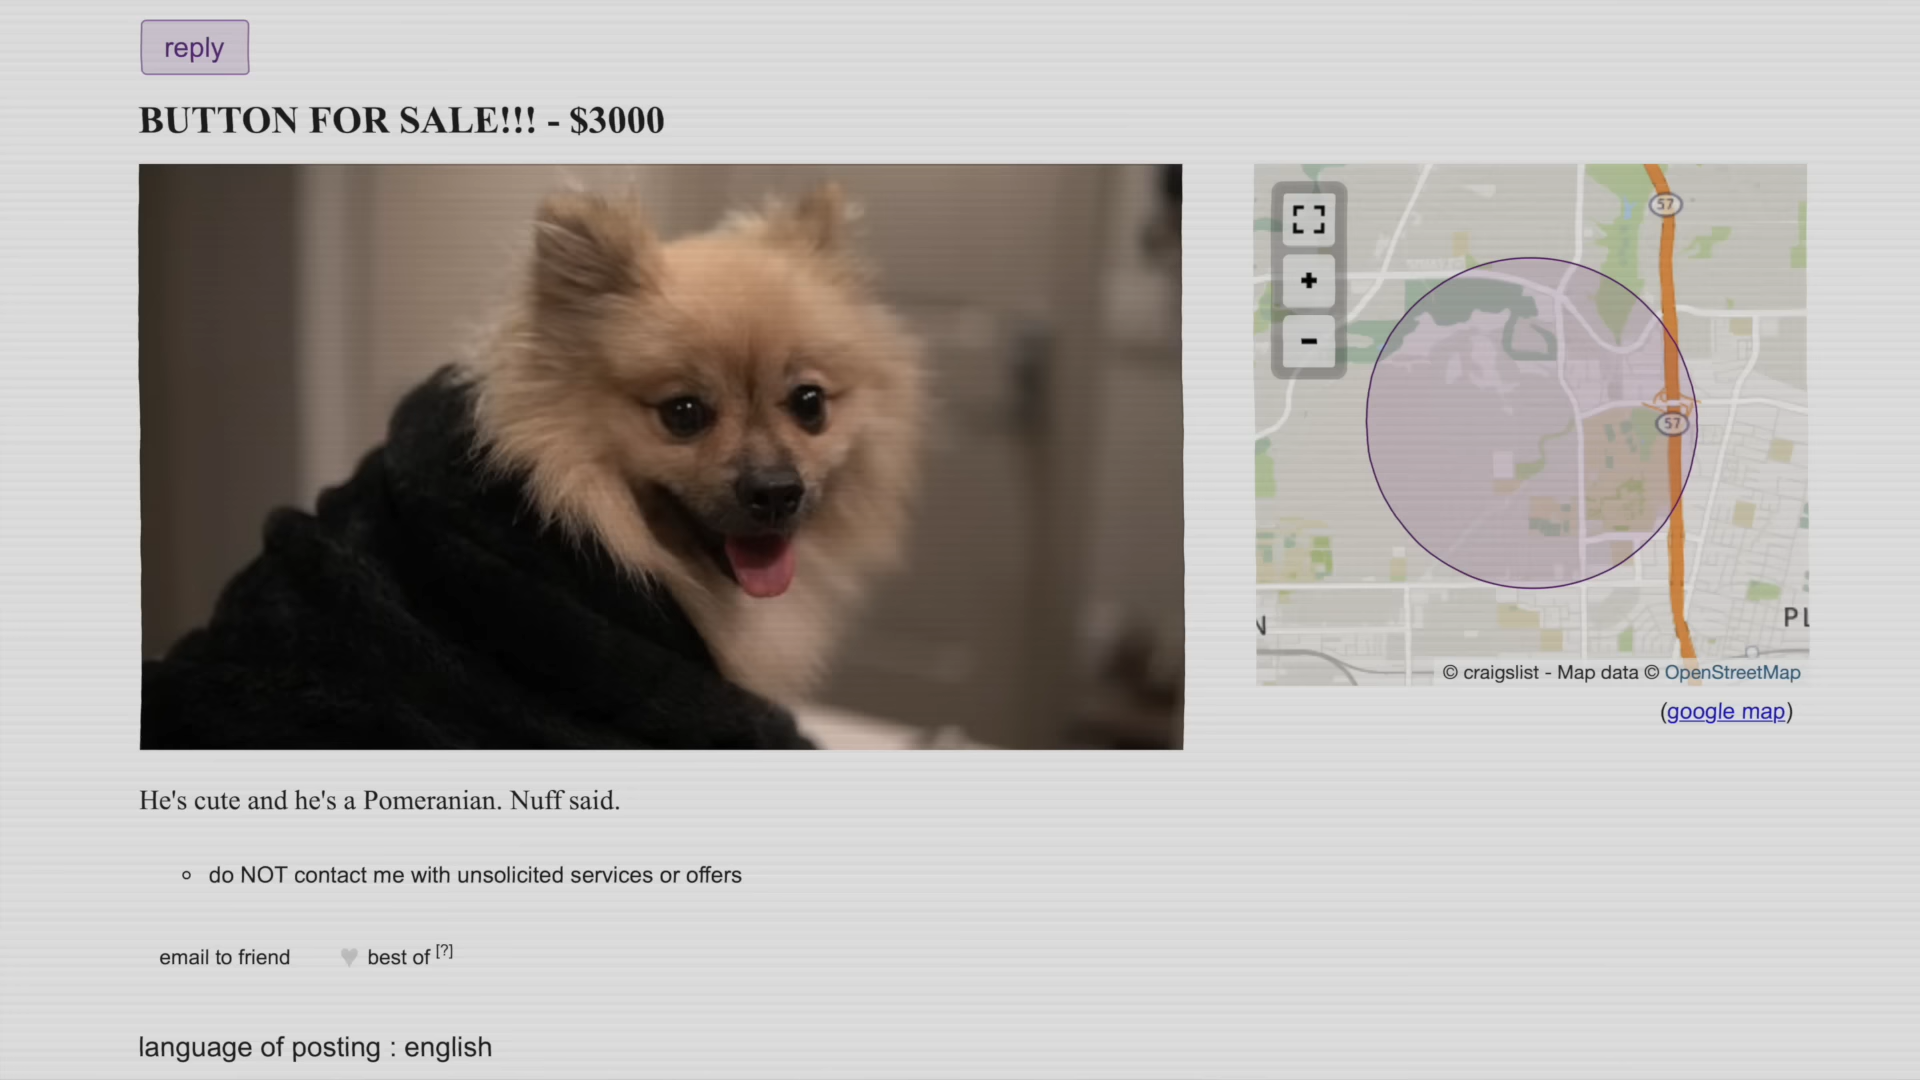 reply
BUTTON FOR SALE!!! - $3000
57
57
N
PL
© craigslist - Map data © OpenStreetMap
(google map)
He's cute and he's a Pomeranian. Nuff said.
do NOT contact me with unsolicited services or offers
email to friend
best of [?]
language of posting : english